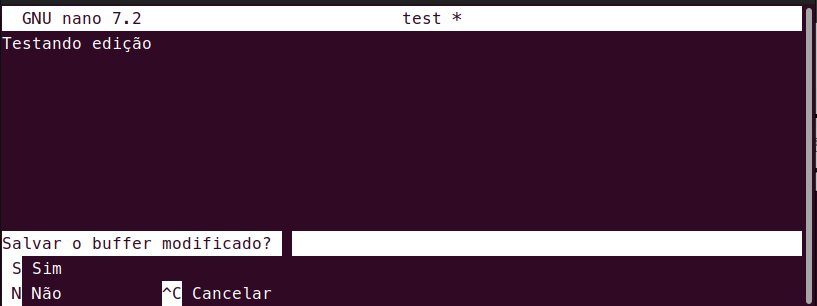 GNU nano 7.2 test *
Testando edição
Salvar o buffer modificado?
S Sim
N Não ^C Cancelar